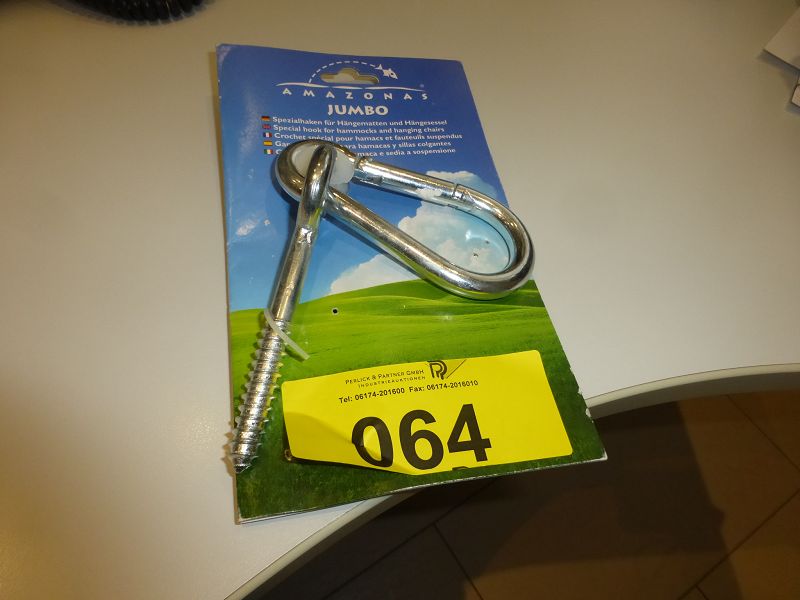 AMAZONAS
JUMBO
Spezialhaken für Hängematten und Hängesessel
Special hook for hammocks and hanging chairs
Crochet spécial pour hamacs et fauteuils suspendus
para hamacas y sillas colgantes
amaca e sedia a sospensione
PERLICK & PARTNER GMBH
INDUSTRIEAUKTIONEN
Tel: 06174-201600 Fax: 06174-2016010
064